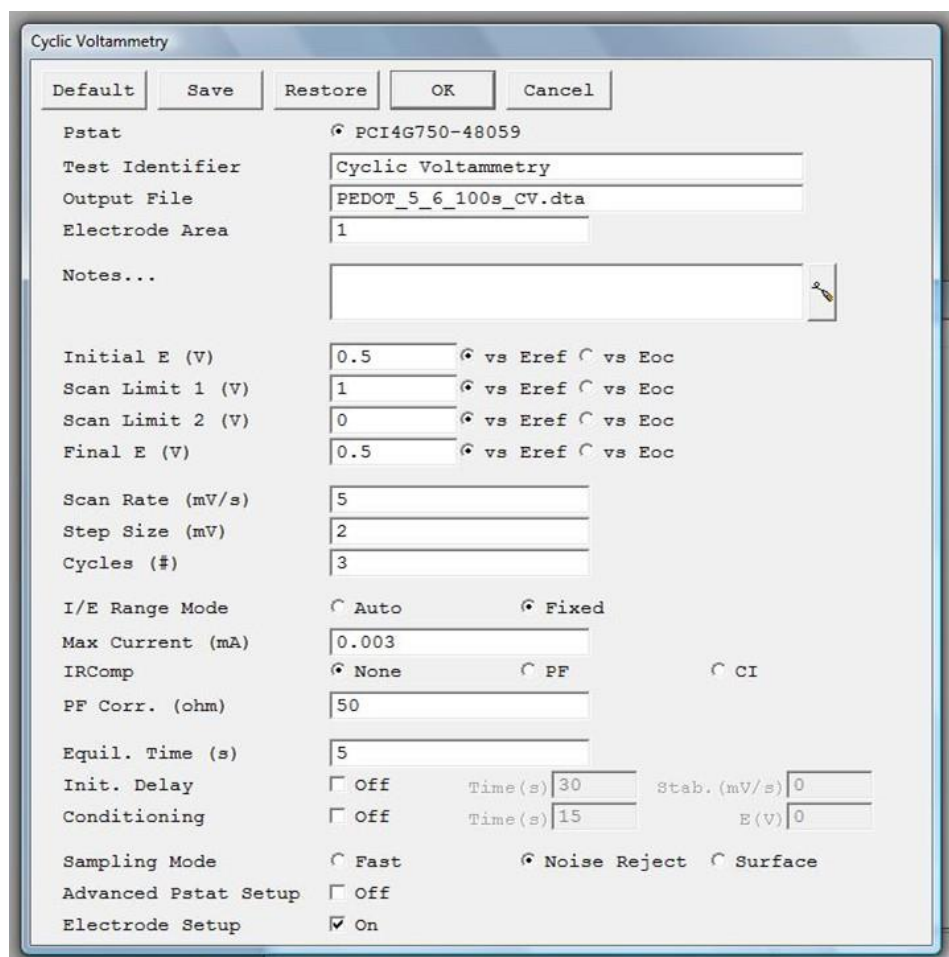 Cyclic Voltammetry
Default Save Restore OK Cancel
Pstat PCI4G750-48059
Test Identifier Cyclic Voltammetry
Output File PEDOT_5_6_100s_CV.dta
Electrode Area 1
Notes...
Initial E (V) 0.5 vs Eref vs Eoc
Scan Limit 1 (V) 1 vs Eref vs Eoc
Scan Limit 2 (V) 0 vs Eref vs Eoc
Final E (V) 0.5 vs Eref vs Eoc
Scan Rate (mV/s) 5
Step Size (mV) 2
Cycles (#) 3
I/E Range Mode Auto Fixed
Max Current (mA) 0.003
IRComp None PF CI
PF Corr. (ohm) 50
Equil. Time (s) 5
Init. Delay Off Time(s) 30 Stab.(mV/s) 0
Conditioning Off Time(s) 15 E(V) 0
Sampling Mode Fast Noise Reject Surface
Advanced Pstat Setup Off
Electrode Setup On